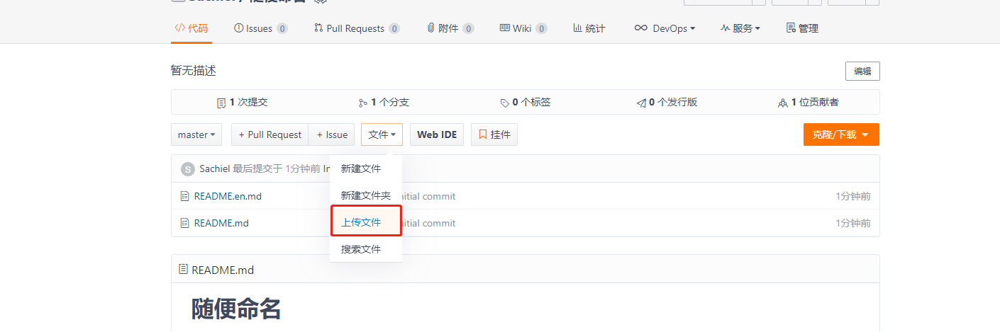 代码 Issues 0 Pull Requests 0 附件 0 Wiki 0 统计 DevOps 服务 管理
暂无描述 编辑
1 次提交 1 个分支 0 个标签 0 个发行版 1 位贡献者
master + Pull Request + Issue 文件 Web IDE 挂件 克隆/下载
S Sachiel 最后提交于 1分钟前 In
新建文件
README.en.md nitial commit 1分钟前
新建文件夹
README.md nitial commit 1分钟前
上传文件
搜索文件
README.md
随便命名